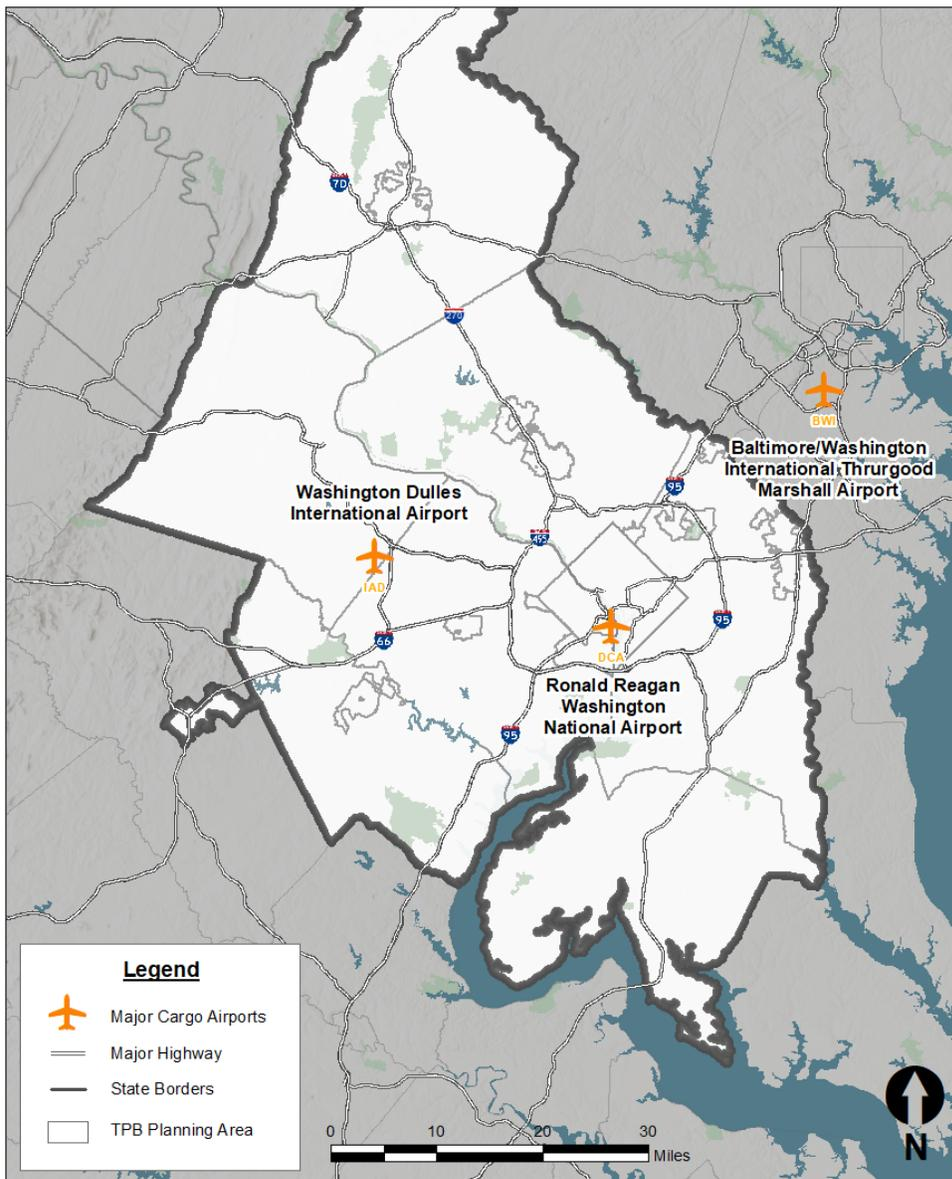 70
270
BWI
Baltimore/Washington
International Thrurgood
Marshall Airport
95
Washington Dulles
International Airport
495
IAD
66
95
DCA
Ronald Reagan
Washington
National Airport
95
Legend
Major Cargo Airports
Major Highway
State Borders
TPB Planning Area
0 10 20 30
Miles
N